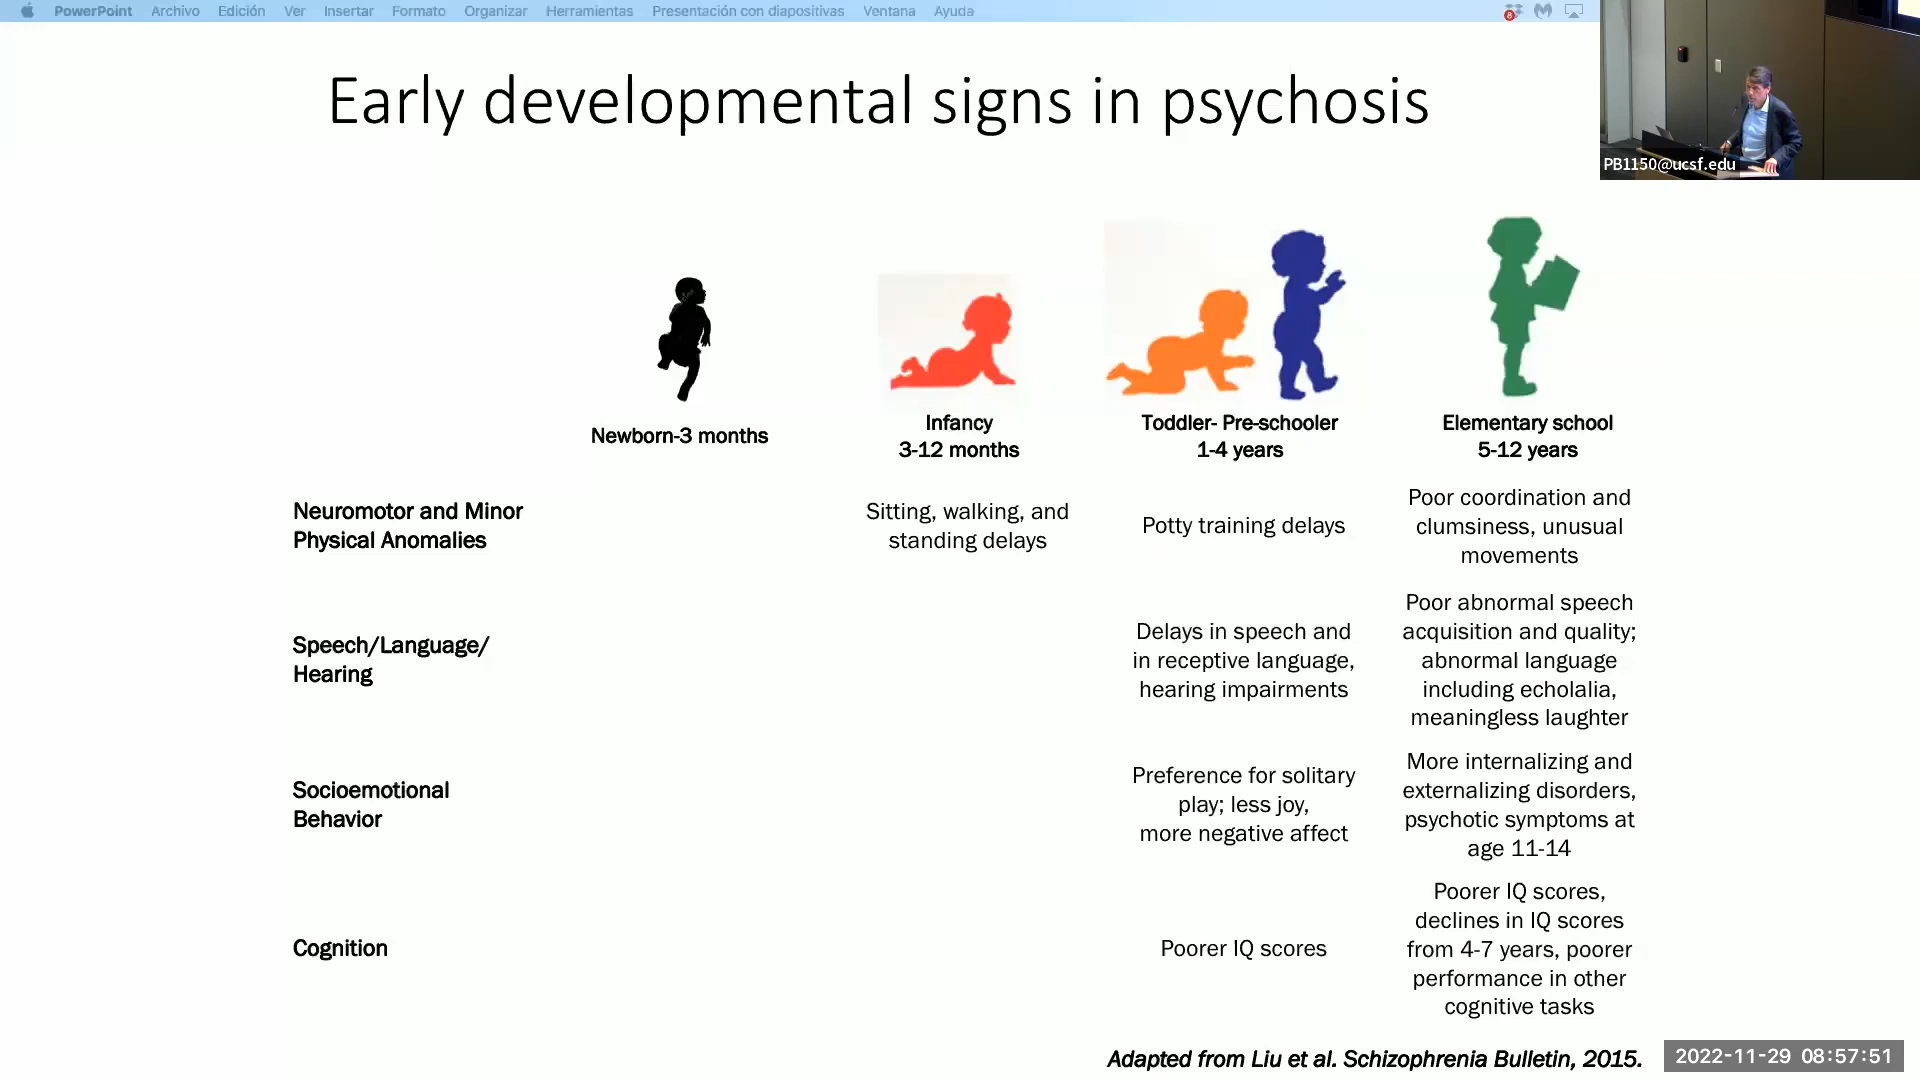 PowerPoint Archivo Edición Ver Insertar Formato Organizar Herramientas Presentación con diapositivas Ventana Ayuda
8
PB1150@ucsf.edu
Early developmental signs in psychosis
Newborn-3 months
Infancy
3-12 months
Toddler- Pre-schooler
1-4 years
Elementary school
5-12 years
Neuromotor and Minor
Physical Anomalies
Sitting, walking, and
standing delays
Potty training delays
Poor coordination and
clumsiness, unusual
movements
Speech/Language/
Hearing
Delays in speech and
in receptive language,
hearing impairments
Poor abnormal speech
acquisition and quality;
abnormal language
including echolalia,
meaningless laughter
Socioemotional
Behavior
Preference for solitary
play; less joy,
more negative affect
More internalizing and
externalizing disorders,
psychotic symptoms at
age 11-14
Cognition
Poorer IQ scores
Poorer IQ scores,
declines in IQ scores
from 4-7 years, poorer
performance in other
cognitive tasks
Adapted from Liu et al. Schizophrenia Bulletin, 2015.
2022-11-29 08:57:51